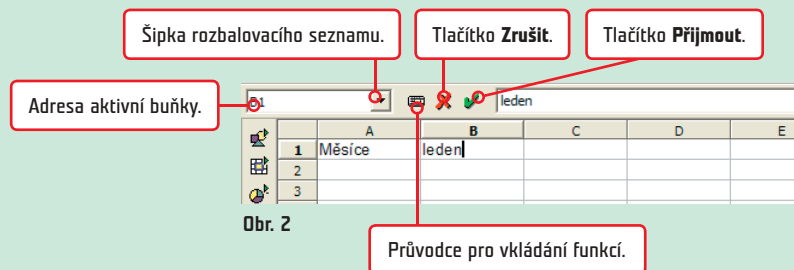 Šipka rozbalovacího seznamu.
Tlačítko Zrušit.
Tlačítko Přijmout.
Adresa aktivní buňky.
B1
leden
A B C D E
1 Měsíce leden
2
3
Obr. 2
Průvodce pro vkládání funkcí.